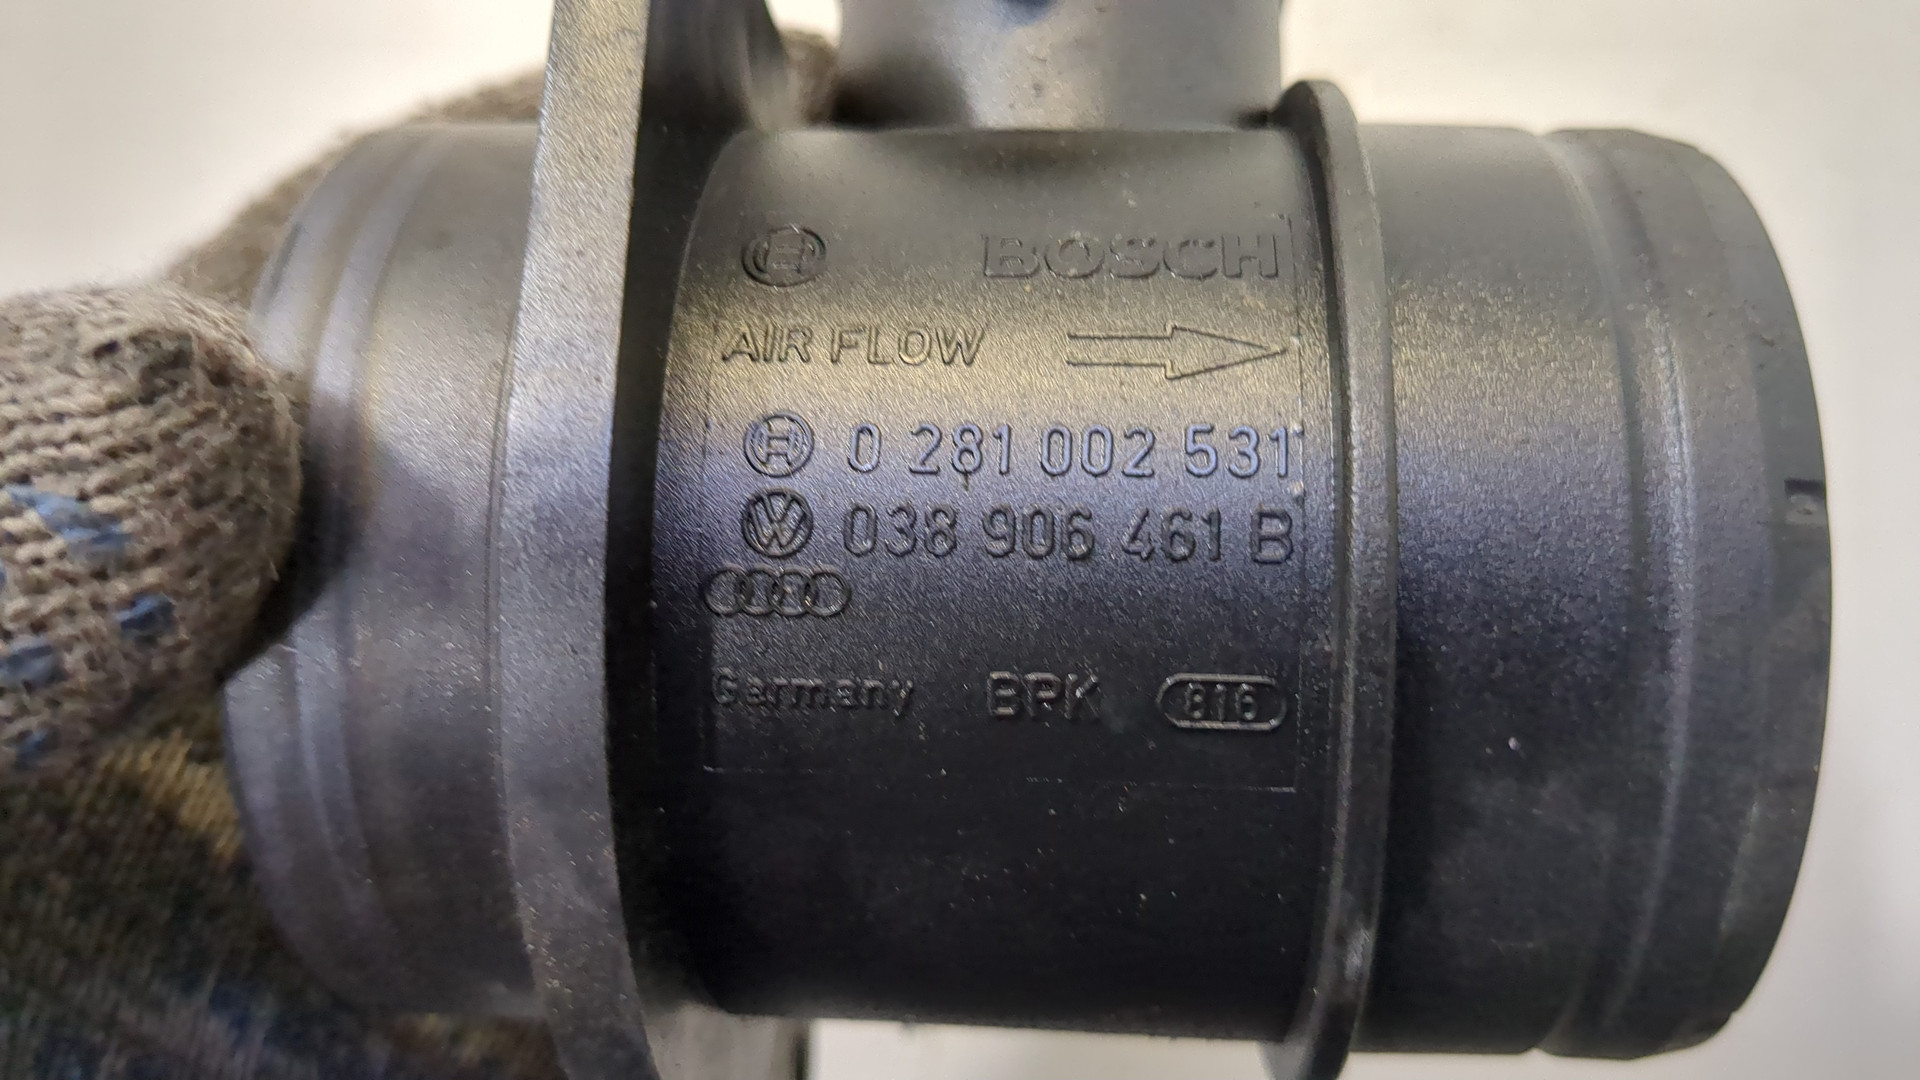 BOSCH
AIR FLOW
0 281 002 531
038 906 461 B
Germany BPK 816